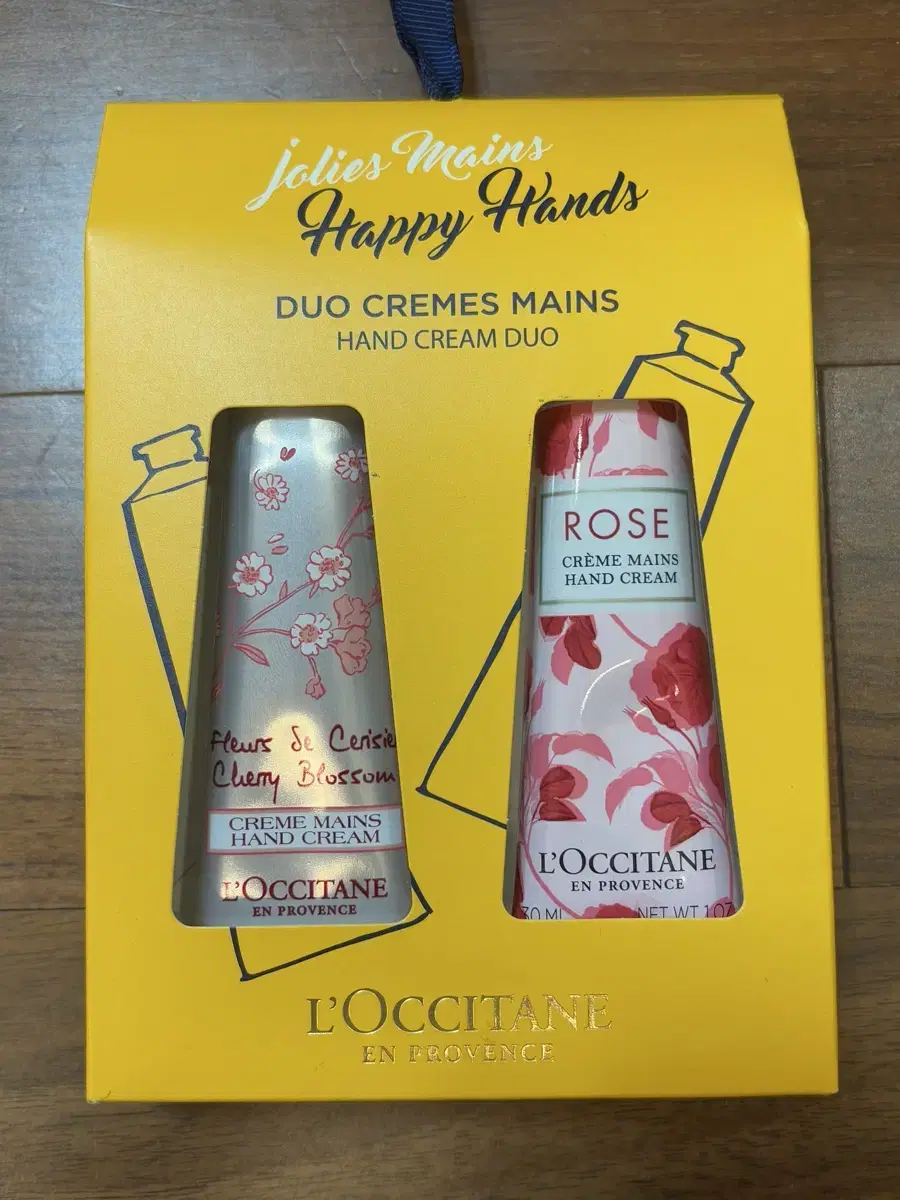 Jolies Mains
Happy Hands
DUO CREMES MAINS
HAND CREAM DUO
Fleurs de Cerisie
Cherry Blossom
CREME MAINS
HAND CREAM
L'OCCITANE
EN PROVENCE
ROSE
CRÈME MAINS
HAND CREAM
L'OCCITANE
EN PROVENCE
30 ML NET WT 1 OZ
L'OCCITANE
EN PROVENCE